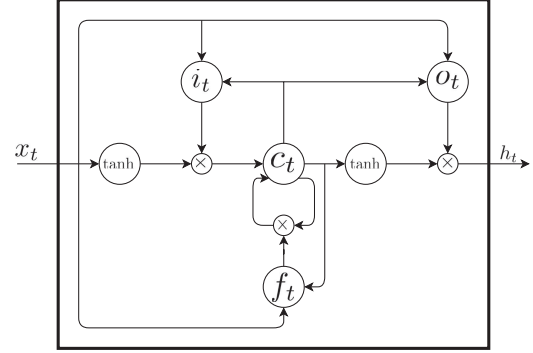 i_t o_t
x_t tanh × c_t tanh × h_t
×
f_t